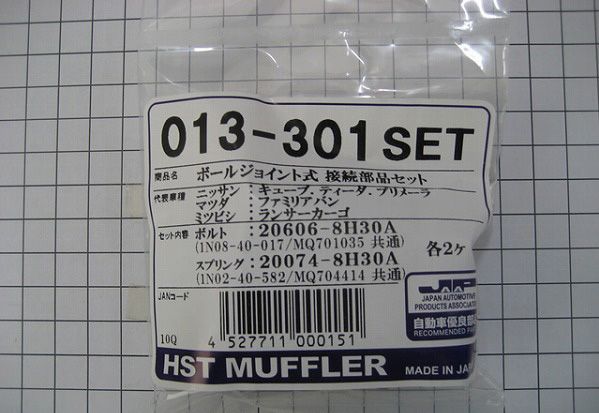 013-301 SET
商品名 ボールジョイント式 接続部品セット
代表車種 ニッサン：キューブ．ティーダ．プリメーラ
マツダ：ファミリアバン
ミツビシ：ランサーカーゴ
セット内容 ボルト：20606-8H30A
(1N08-40-017/MQ701035 共通) 各2ヶ
スプリング：20074-8H30A
(1N02-40-582/MQ704414 共通)
JANコード
JAPAN AUTOMOTIVE
PRODUCTS
自動車優良部
RECOMMENDED
10Q 4 527711 000151
HST MUFFLER MADE IN